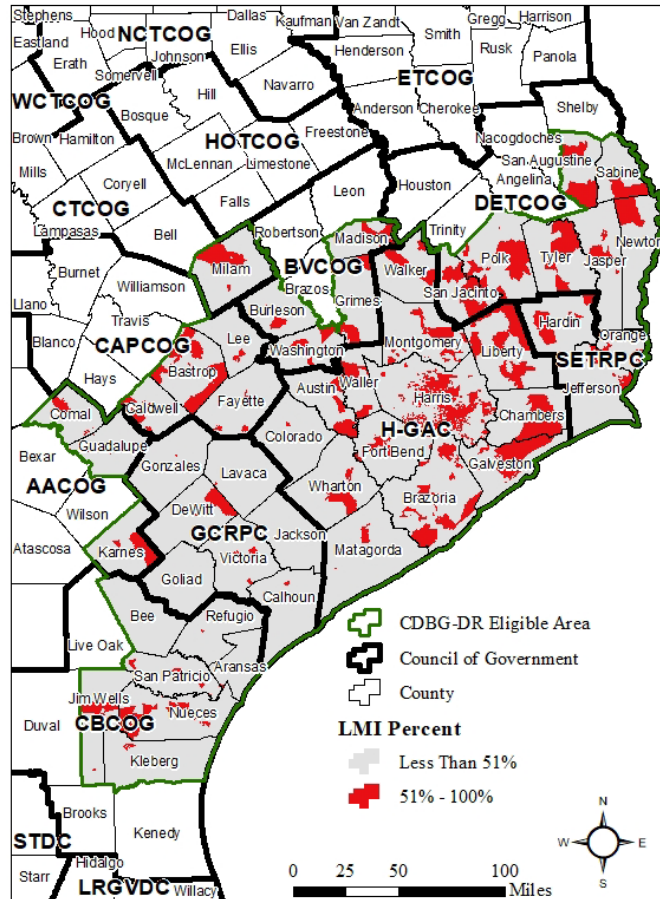 Stephens
Hood
NCTCOG
Johnson
Dallas
Ellis
Kaufman
Van Zandt
Smith
Gregg
Harrison
Rusk
Panola
Eastland
Erath
Somervell
Henderson
Navarro
Hill
ETCOG
WCTCOG
Bosque
Anderson
Cherokee
Shelby
Brown
Hamilton
HOTCOG
Freestone
Nacogdoches
McLennan
Limestone
San Augustine
Sabine
Mills
Coryell
Falls
Leon
Houston
Angelina
DETCOG
CTCOG
Lampasas
Bell
Robertson
Madison
Trinity
Newton
Burnet
Milam
BVCOG
Walker
Polk
Tyler
Jasper
Williamson
Brazos
Grimes
San Jacinto
Llano
Travis
Burleson
Hardin
Blanco
CAPCOG
Lee
Washington
Montgomery
Liberty
Orange
SETRPC
Hays
Bastrop
Austin
Waller
Harris
Jefferson
Comal
Caldwell
Fayette
Chambers
Guadalupe
Colorado
H-GAC
Fort Bend
Bexar
Gonzales
Lavaca
Galveston
AACOG
Wharton
Brazoria
Wilson
DeWitt
GCRPC
Jackson
Matagorda
Atascosa
Karnes
Victoria
Goliad
Calhoun
Bee
Refugio
Live Oak
Aransas
San Patricio
Jim Wells
Nueces
Duval
CBCOG
Kleberg
Brooks
Kenedy
STDC
Hidalgo
Starr
LRGVDC
Willacy
CDBG-DR Eligible Area
Council of Government
County
LMI Percent
Less Than 51%
51% - 100%
N
W
E
S
0 25 50 100
Miles